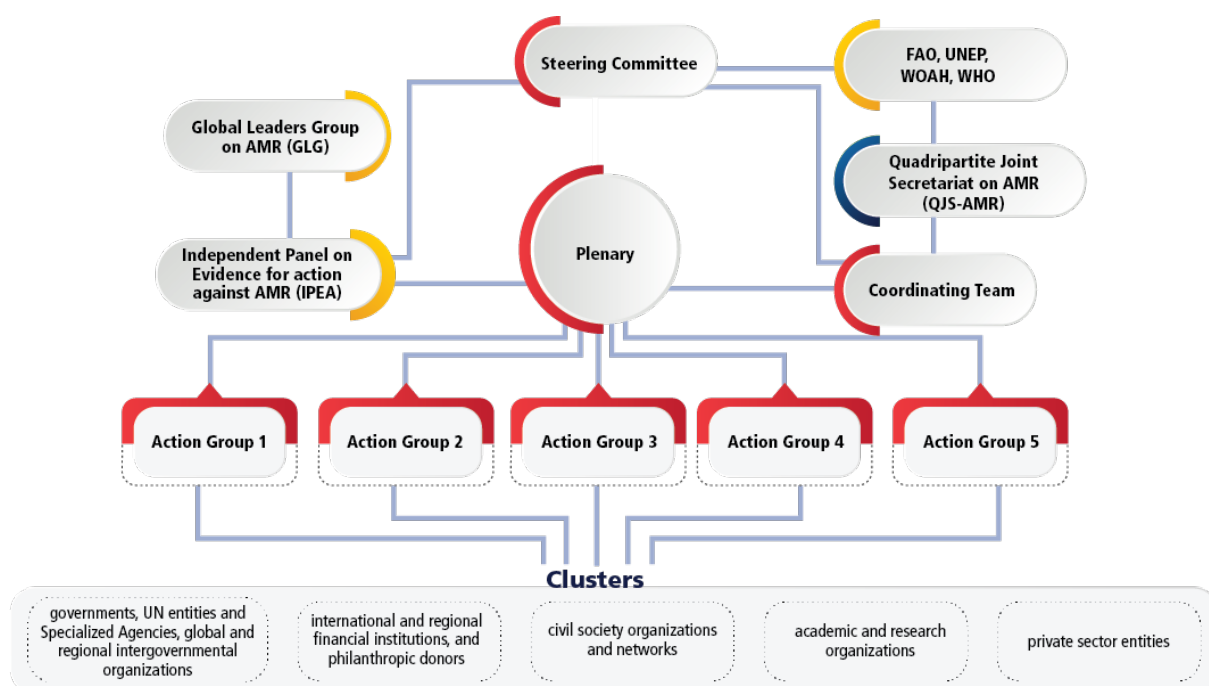 Steering Committee
FAO, UNEP,
WOAH, WHO
Global Leaders Group
on AMR (GLG)
Quadripartite Joint
Secretariat on AMR
(QJS-AMR)
Independent Panel on
Evidence for action
against AMR (IPEA)
Plenary
Coordinating Team
Action Group 1
Action Group 2
Action Group 3
Action Group 4
Action Group 5
Clusters
governments, UN entities and
Specialized Agencies, global and
regional intergovernmental
organizations
international and regional
financial institutions, and
philanthropic donors
civil society organizations
and networks
academic and research
organizations
private sector entities